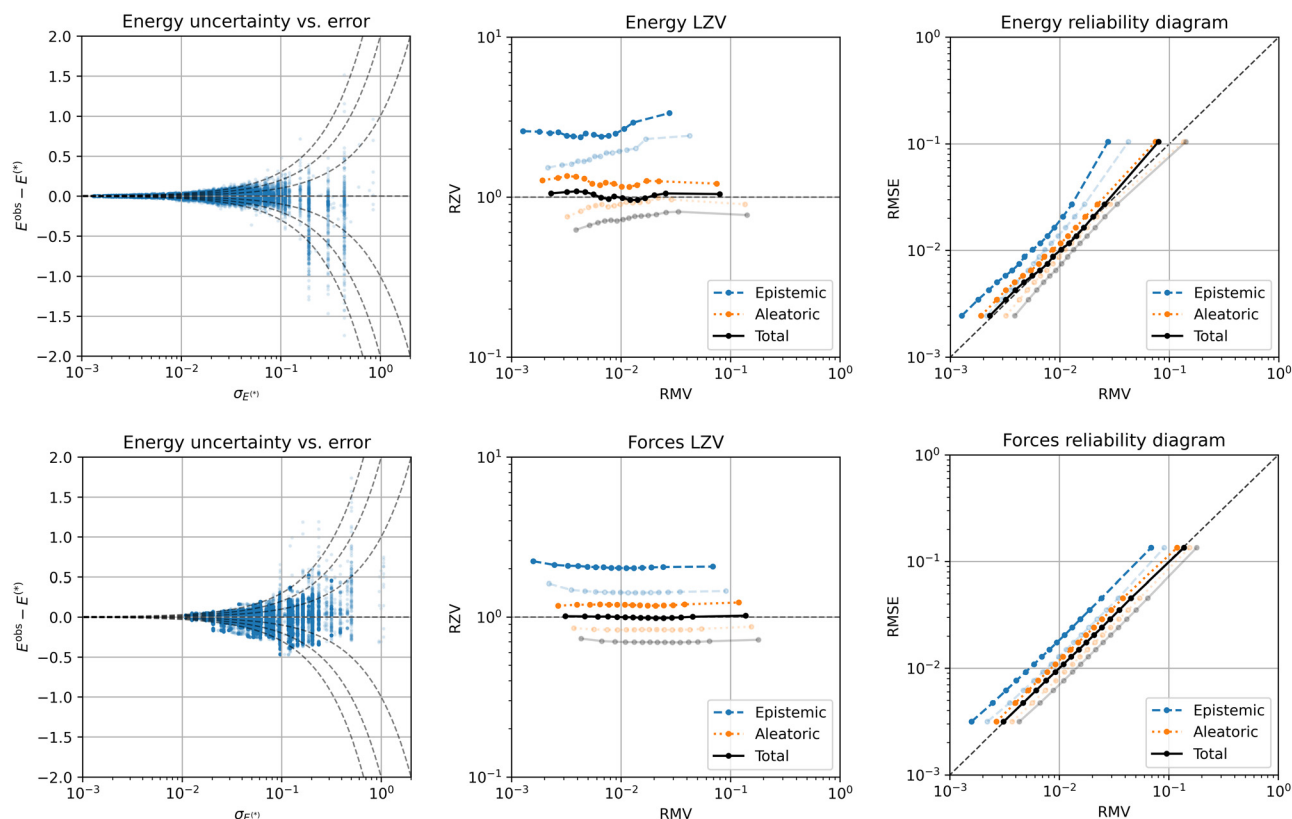 Energy uncertainty vs. error
2.0
1.5
1.0
0.5
0.0
−0.5
−1.0
−1.5
−2.0
E^obs − E^(*)
10^−3
10^−2
10^−1
10^0
σ_E^(*)
Energy LZV
10^1
10^0
10^−1
RZV
Epistemic
Aleatoric
Total
10^−3
10^−2
10^−1
10^0
RMV
Energy reliability diagram
10^0
10^−1
10^−2
10^−3
RMSE
Epistemic
Aleatoric
Total
10^−3
10^−2
10^−1
10^0
RMV
Energy uncertainty vs. error
2.0
1.5
1.0
0.5
0.0
−0.5
−1.0
−1.5
−2.0
E^obs − E^(*)
10^−3
10^−2
10^−1
10^0
σ_E^(*)
Forces LZV
10^1
10^0
10^−1
RZV
Epistemic
Aleatoric
Total
10^−3
10^−2
10^−1
10^0
RMV
Forces reliability diagram
10^0
10^−1
10^−2
10^−3
RMSE
Epistemic
Aleatoric
Total
10^−3
10^−2
10^−1
10^0
RMV